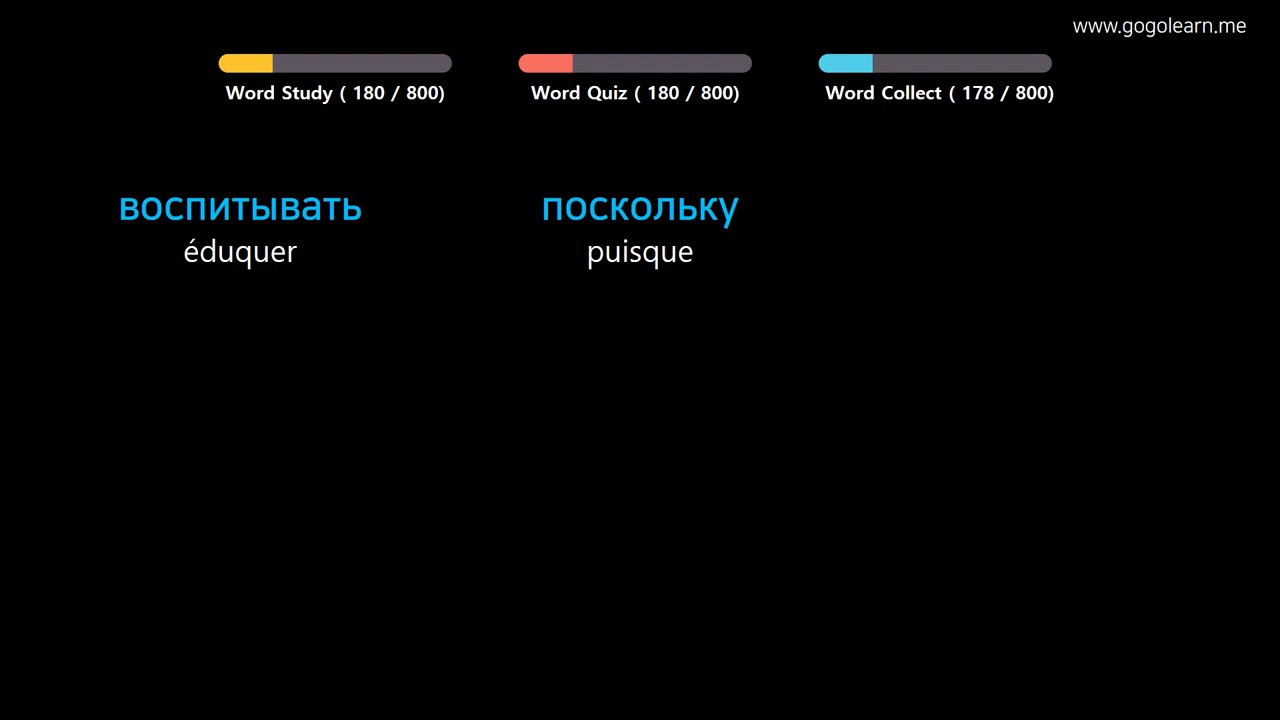 www.gogolearn.me
Word Study ( 180 / 800)
Word Quiz ( 180 / 800)
Word Collect ( 178 / 800)
воспитывать
éduquer
поскольку
puisque